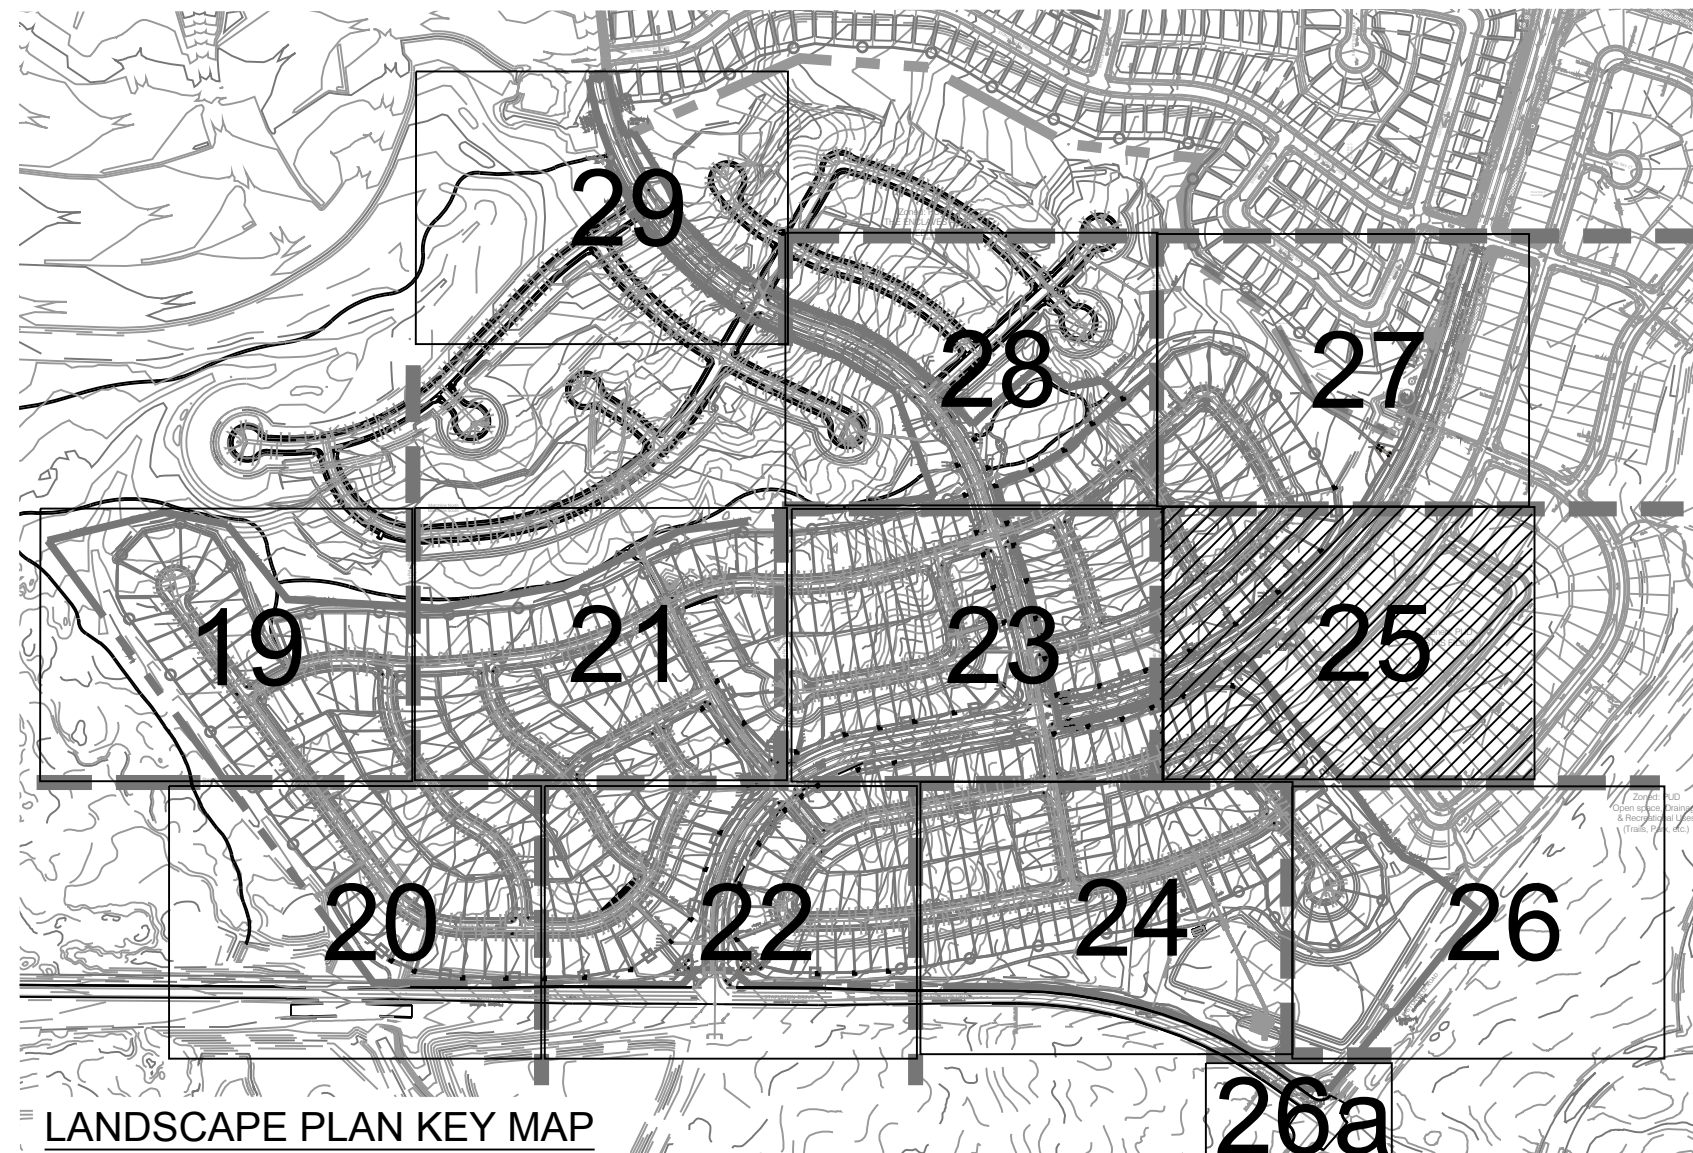 29
28
27
19
21
23
25
20
22
24
26
Zoned: PUD
Open space, Drainage
& Recreational Uses
(Trails, Park, etc.)
26a
LANDSCAPE PLAN KEY MAP